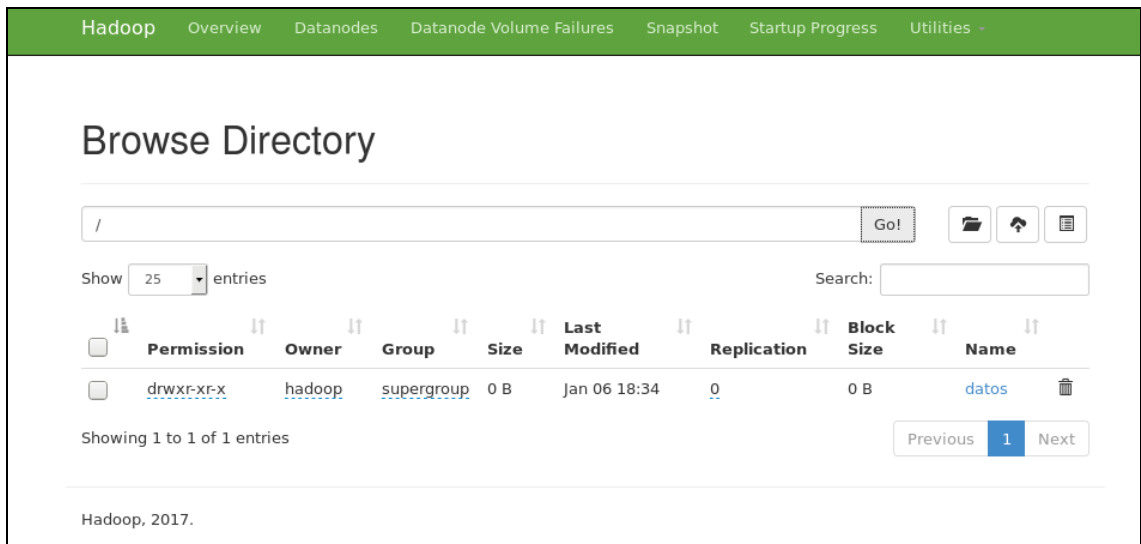 Hadoop Overview Datanodes Datanode Volume Failures Snapshot Startup Progress Utilities
Browse Directory
/ Go!
Show 25 entries Search:
Permission Owner Group Size Last Modified Replication Block Size Name
drwxr-xr-x hadoop supergroup 0 B Jan 06 18:34 0 0 B datos
Showing 1 to 1 of 1 entries Previous 1 Next
Hadoop, 2017.